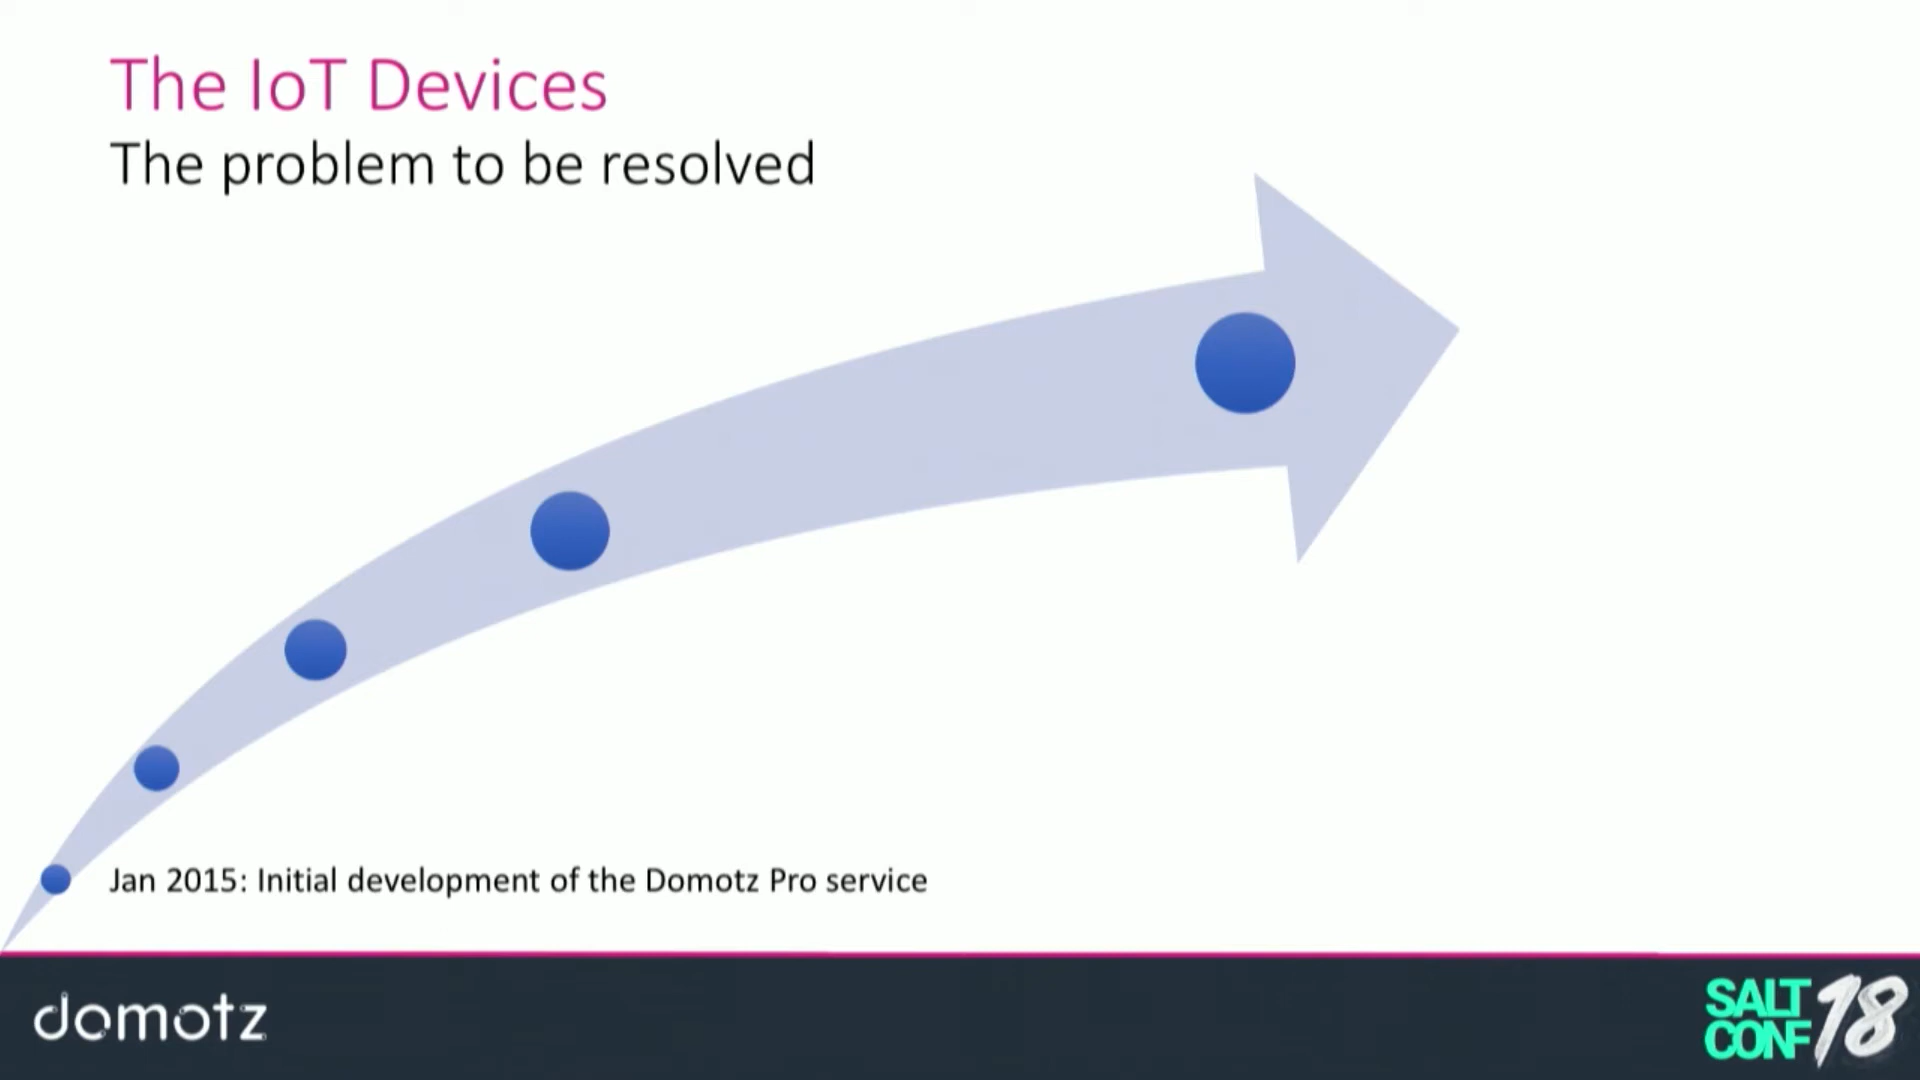 The IoT Devices
The problem to be resolved
Jan 2015: Initial development of the Domotz Pro service
domotz
SALT
CONF
18